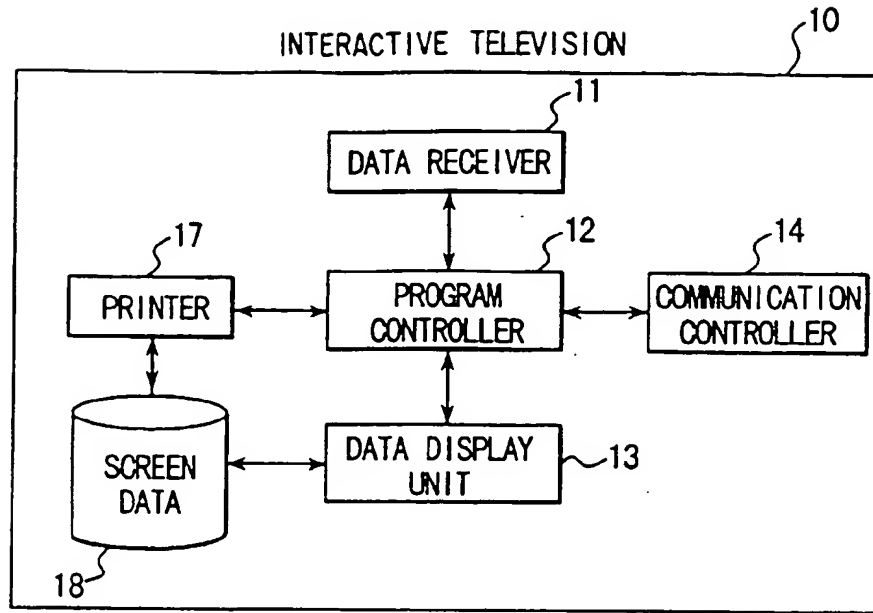 INTERACTIVE TELEVISION
10
11
DATA RECEIVER
17
12
14
PRINTER
PROGRAM
CONTROLLER
COMMUNICATION
CONTROLLER
SCREEN
DATA
DATA DISPLAY
UNIT
13
18